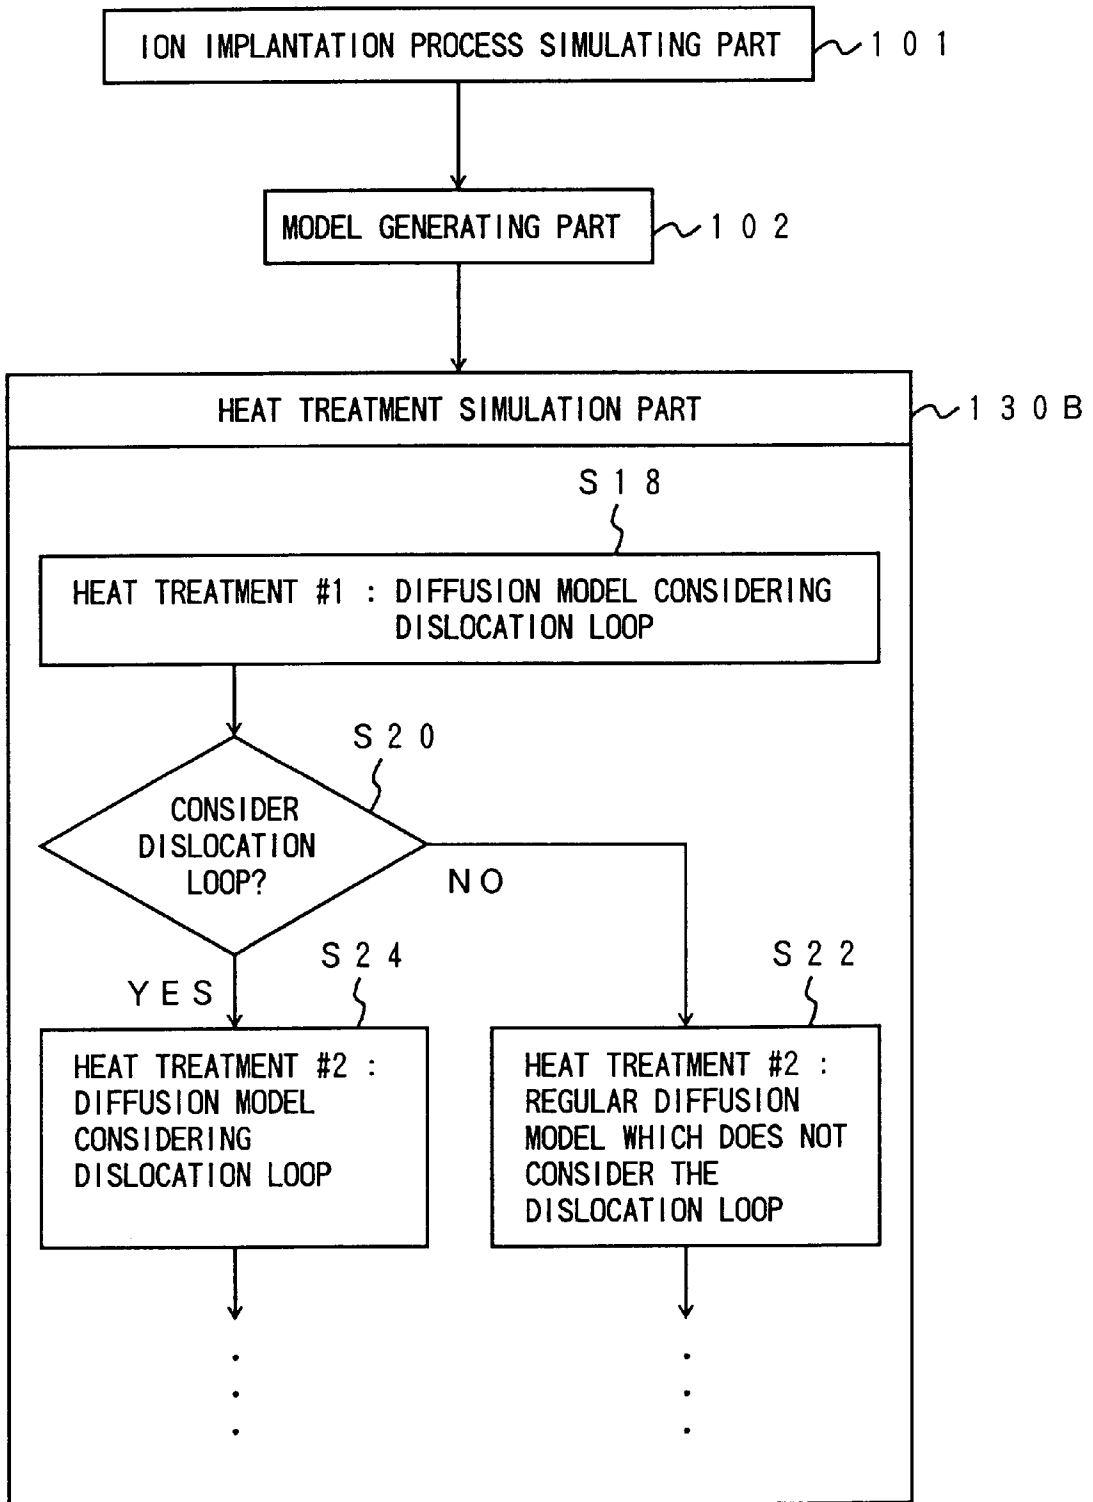 ION IMPLANTATION PROCESS SIMULATING PART
101
MODEL GENERATING PART
102
HEAT TREATMENT SIMULATION PART
130B
S18
HEAT TREATMENT #1 : DIFFUSION MODEL CONSIDERING
DISLOCATION LOOP
S20
CONSIDER
DISLOCATION
LOOP?
NO
YES
S24
HEAT TREATMENT #2 :
DIFFUSION MODEL
CONSIDERING
DISLOCATION LOOP
S22
HEAT TREATMENT #2 :
REGULAR DIFFUSION
MODEL WHICH DOES NOT
CONSIDER THE
DISLOCATION LOOP